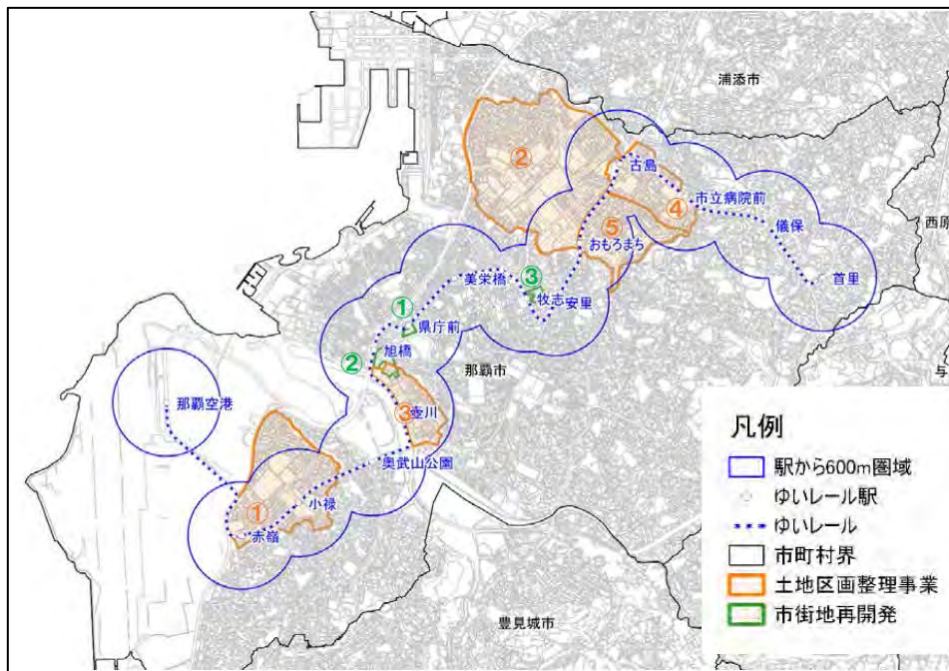 浦添市
②
古島
市立病院前
④
儀保
西原
⑤
おもろまち
首里
美栄橋
③
牧志
安里
①
県庁前
旭橋
②
那覇市
与
那覇空港
③
壺川
奥武山公園
小禄
①
赤嶺
豊見城市
凡例
駅から600m圏域
ゆいレール駅
ゆいレール
市町村界
土地区画整理事業
市街地再開発